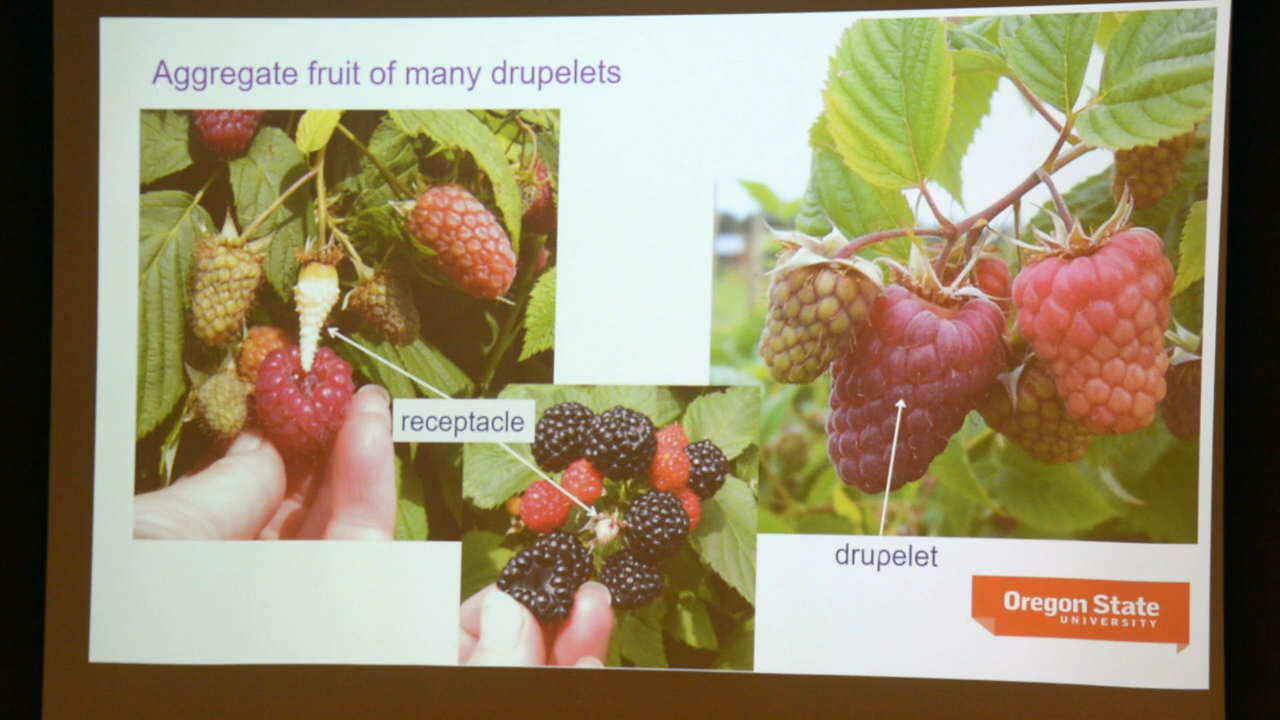 Aggregate fruit of many drupelets
receptacle
drupelet
Oregon State
UNIVERSITY